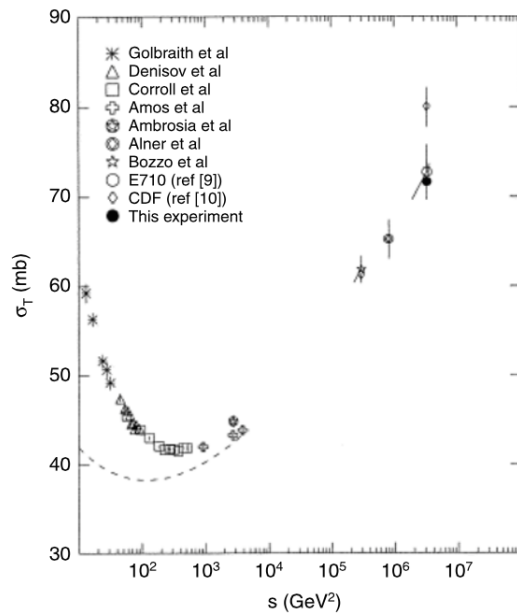 90
80
70
60
50
40
30
σT (mb)
Golbraith et al
Denisov et al
Corroll et al
Amos et al
Ambrosia et al
Alner et al
Bozzo et al
E710 (ref [9])
CDF (ref [10])
This experiment
10² 10³ 10⁴ 10⁵ 10⁶ 10⁷
s (GeV²)